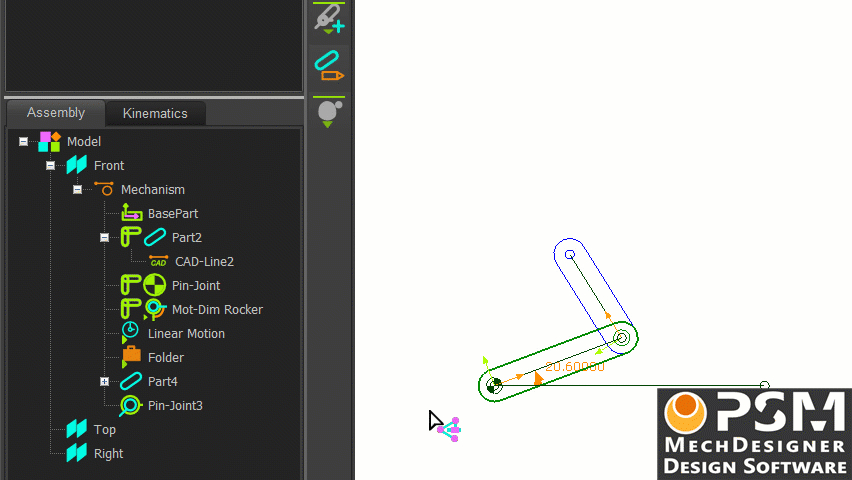 Assembly
Kinematics
Model
Front
Mechanism
BasePart
Part2
CAD CAD-Line2
Pin-Joint
Mot-Dim Rocker
Linear Motion
Folder
Part4
Pin-Joint3
Top
Right
20.60000
PSM
MECHDESIGNER
DESIGN SOFTWARE